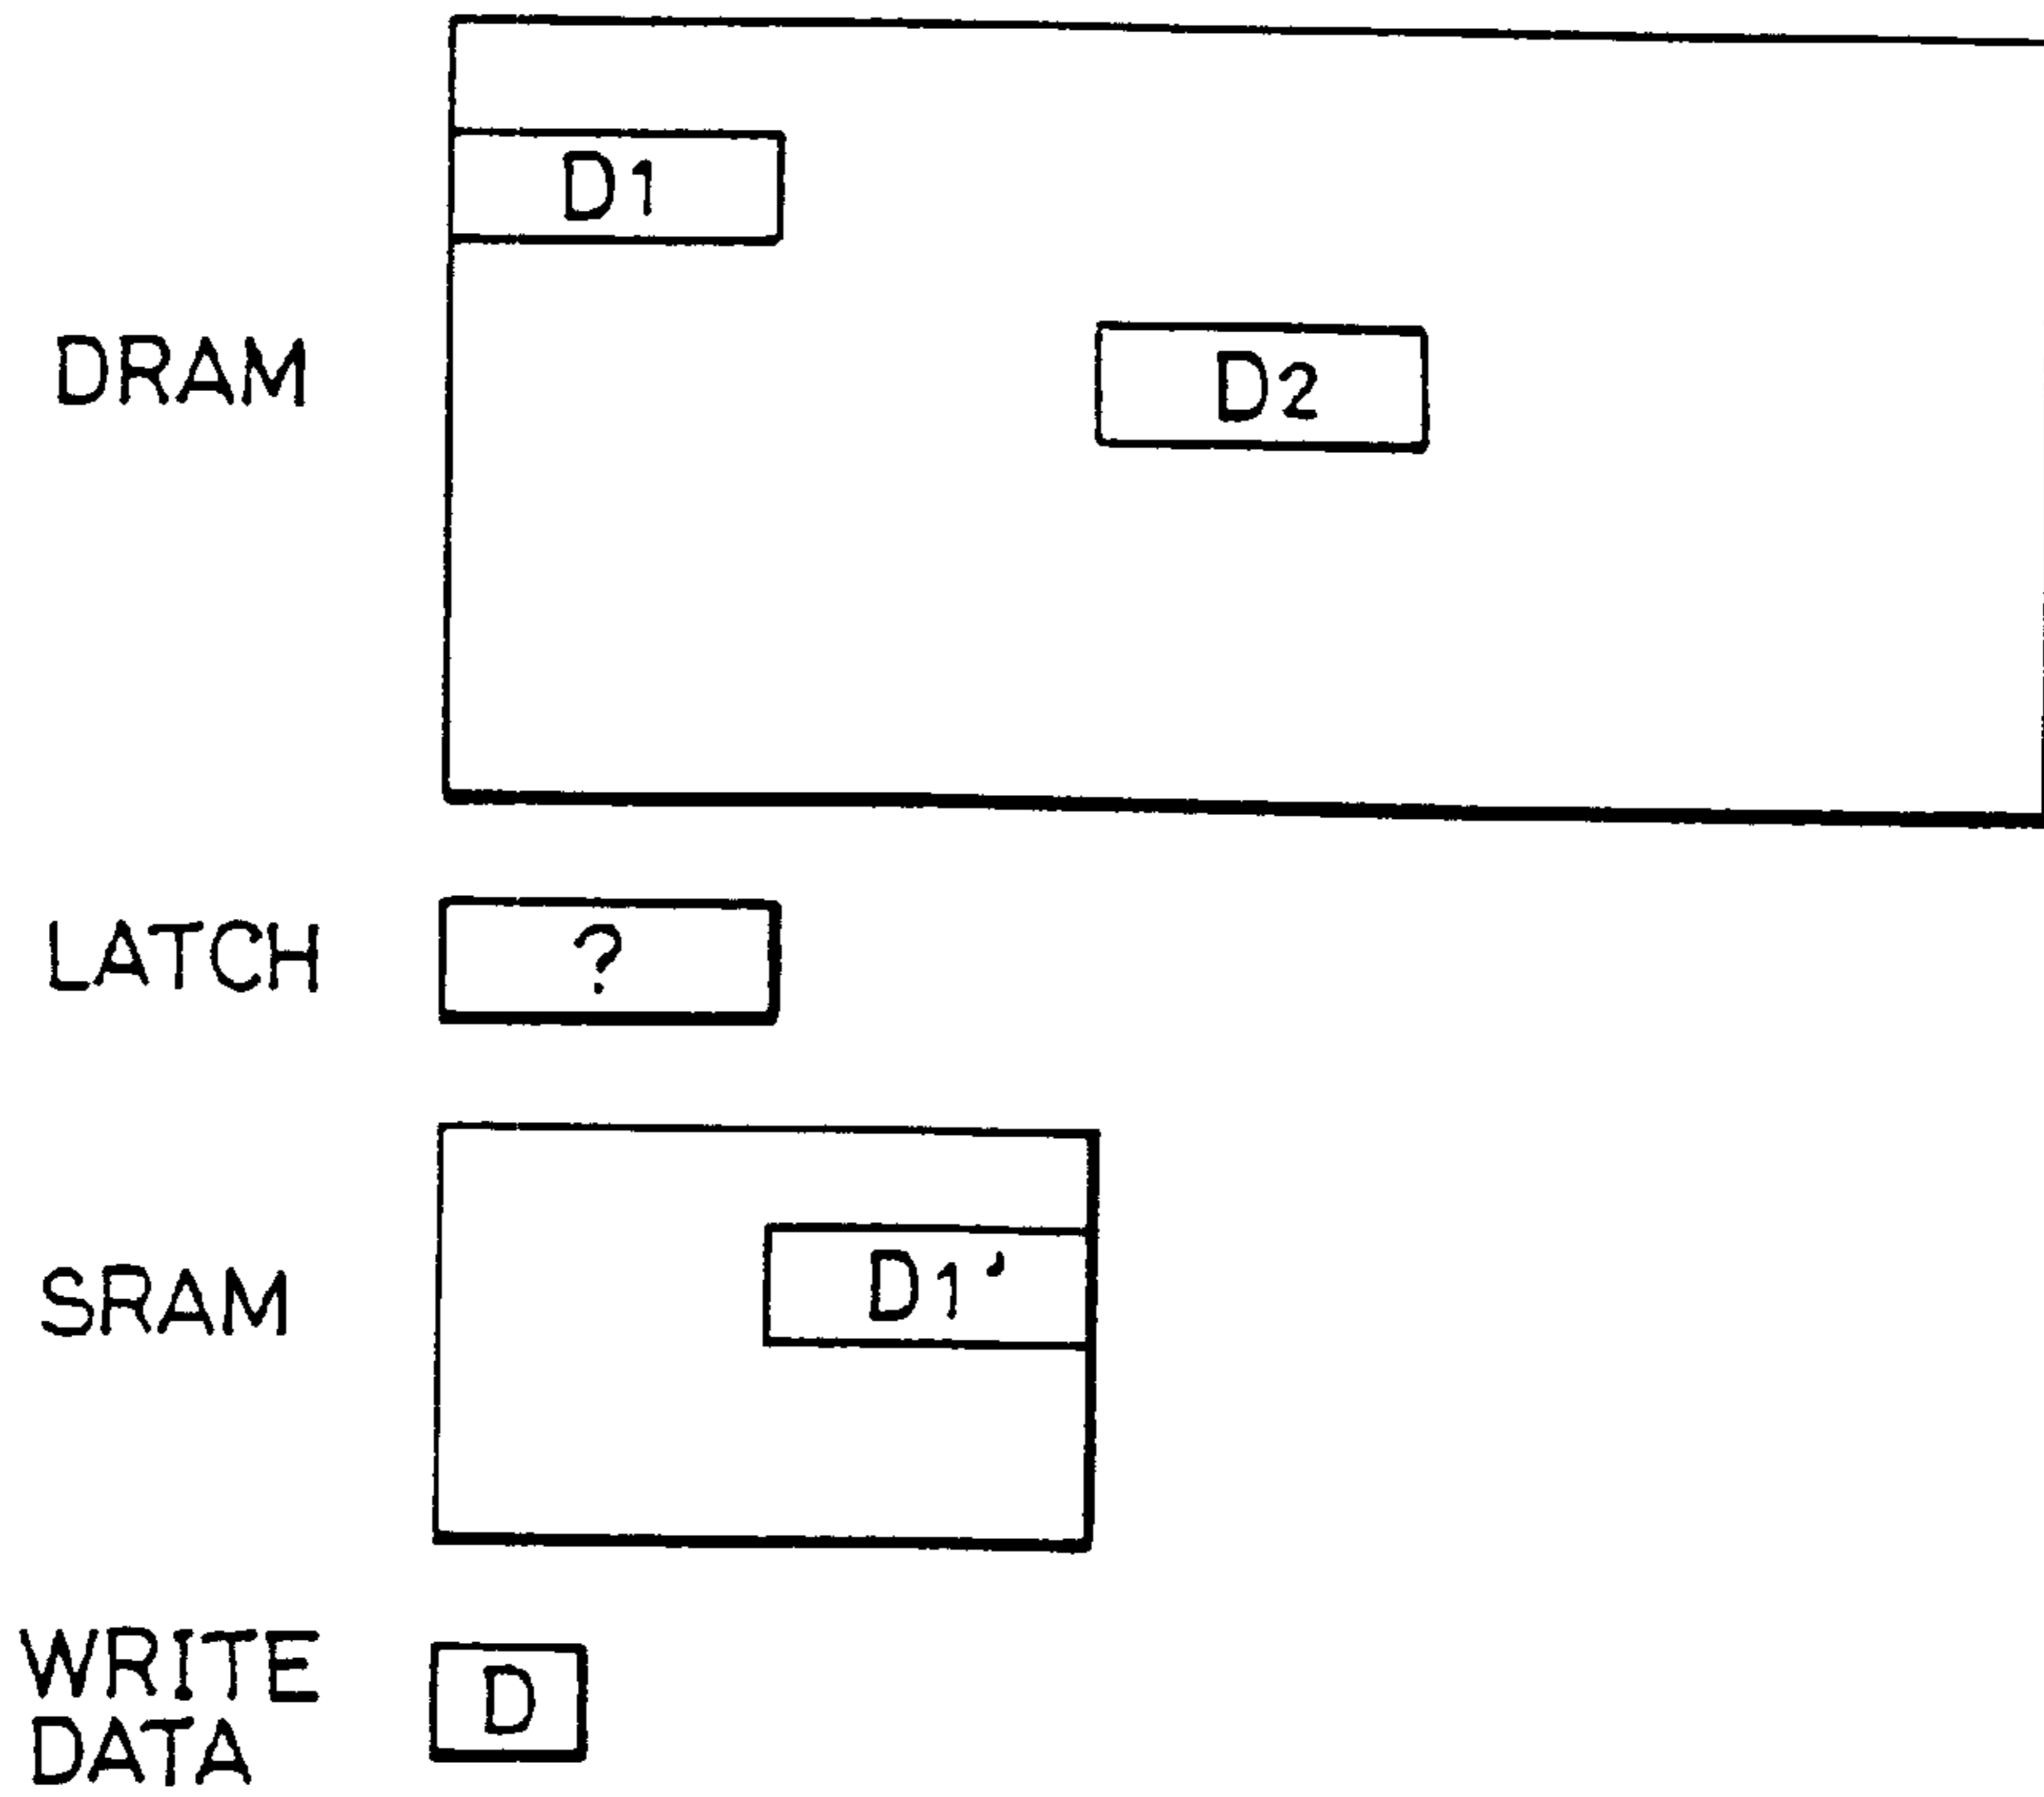 D1
DRAM
D2
LATCH
?
SRAM
D1'
WRITE
DATA
D